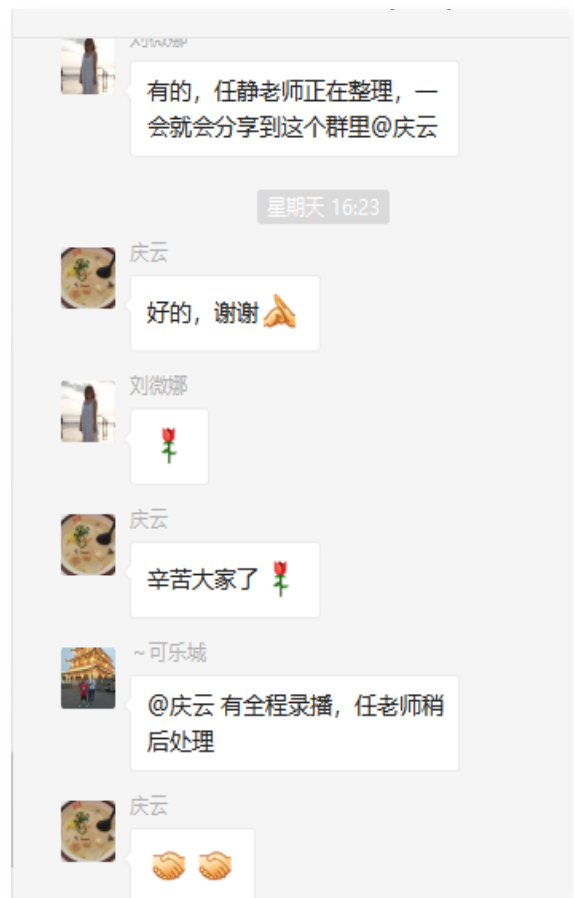 刘微娜
有的，任静老师正在整理，一
会就会分享到这个群里@庆云
星期天 16:23
庆云
好的，谢谢
刘微娜
庆云
辛苦大家了
~可乐城
@庆云 有全程录播，任老师稍
后处理
庆云